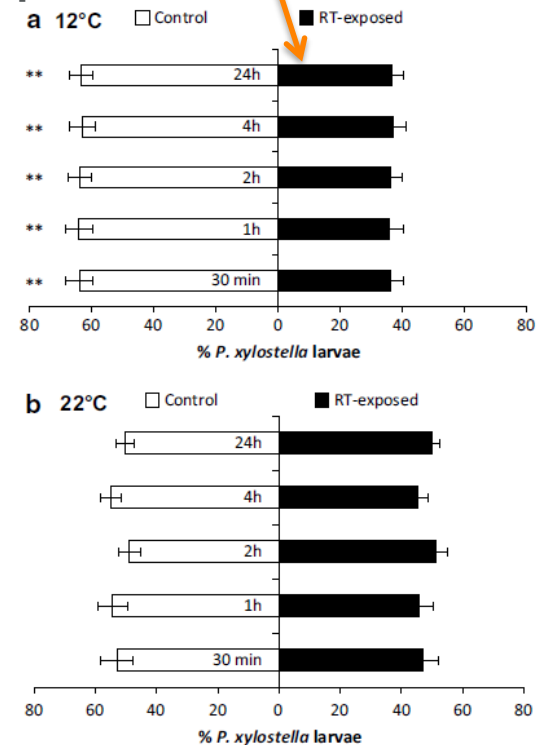 a 12°C Control RT-exposed
** 24h
** 4h
** 2h
** 1h
** 30 min
80 60 40 20 0 20 40 60 80
% P. xylostella larvae
b 22°C Control RT-exposed
24h
4h
2h
1h
30 min
80 60 40 20 0 20 40 60 80
% P. xylostella larvae